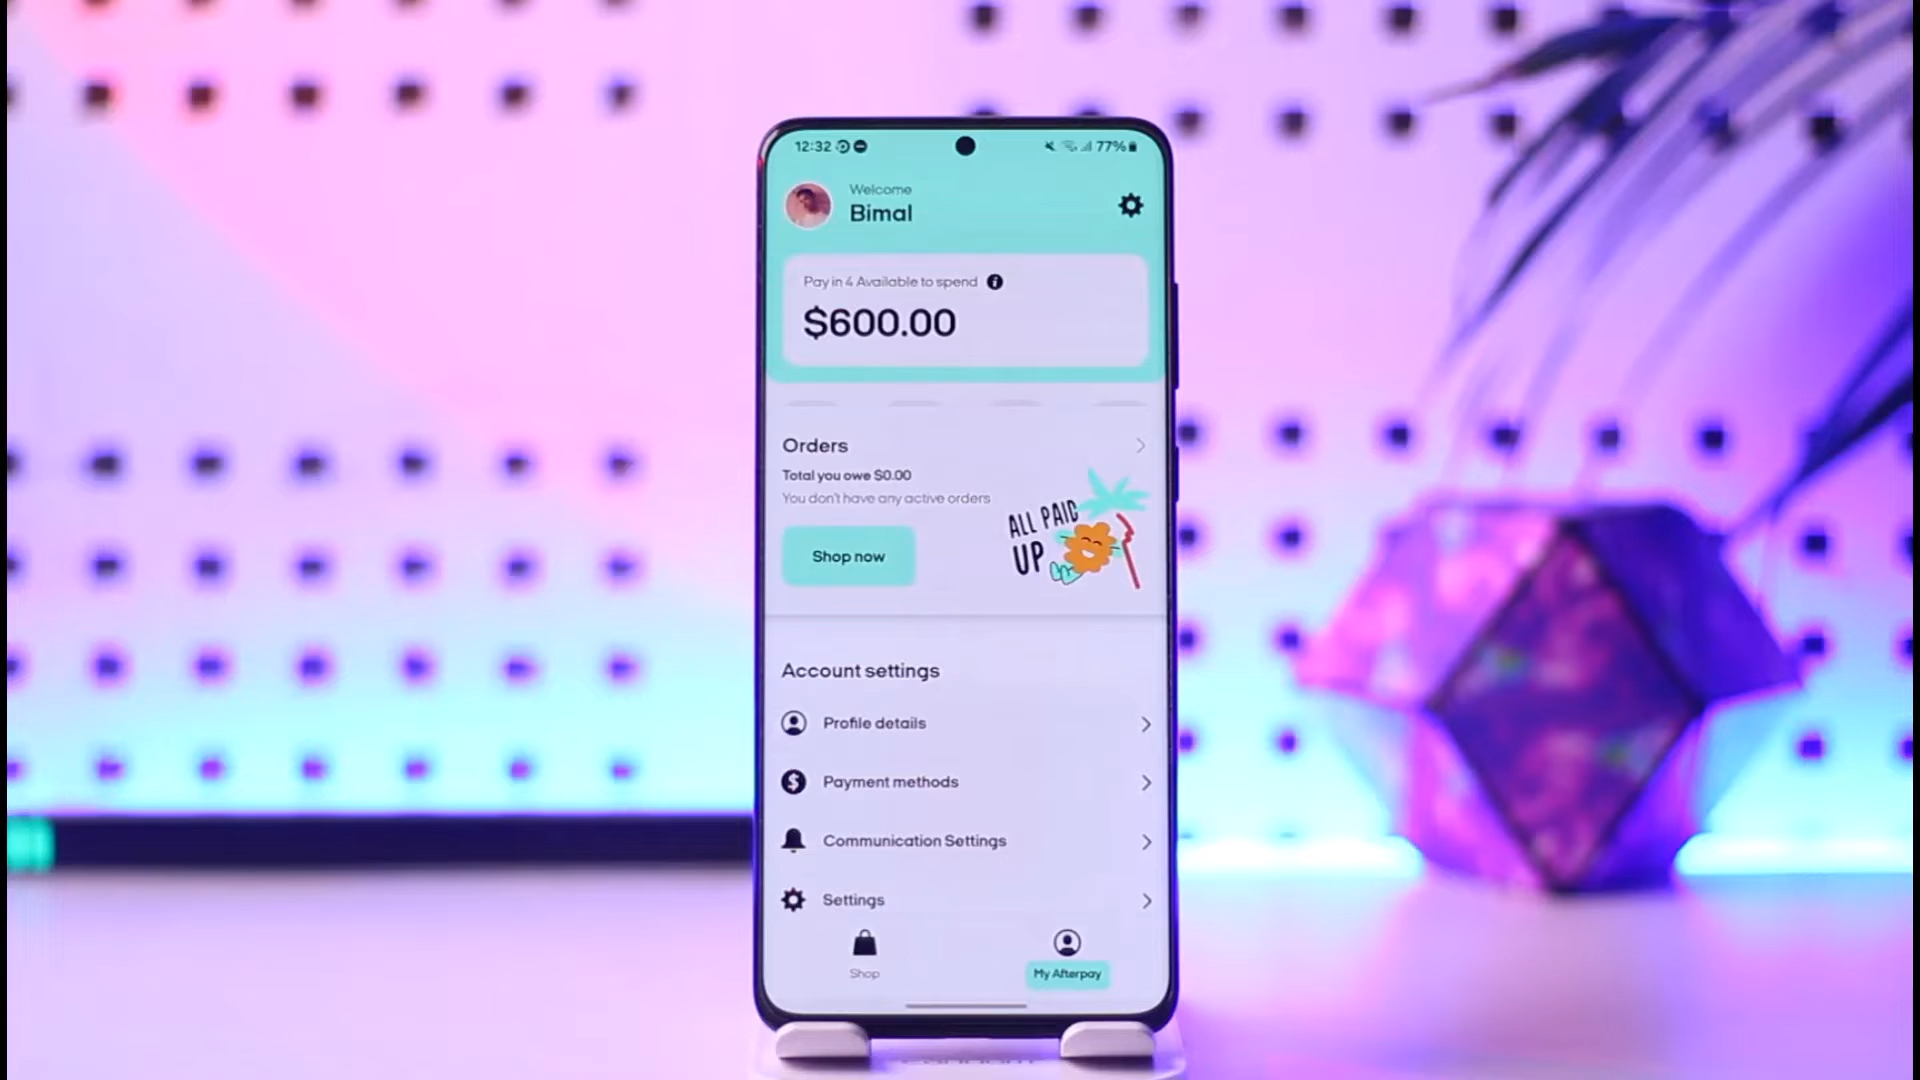 12:32
77%
Welcome
Bimal
Pay in 4 Available to spend
$600.00
Orders
Total you owe $0.00
You don't have any active orders
ALL PAID
UP
Shop now
Account settings
Profile details
Payment methods
Communication Settings
Settings
Shop
My Afterpay